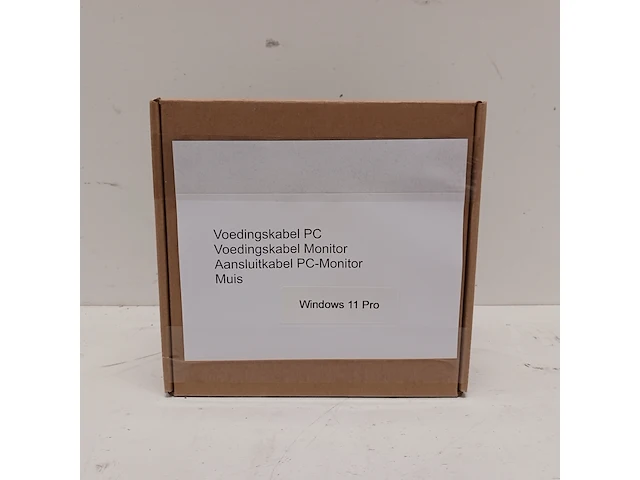 Voedingskabel PC
Voedingskabel Monitor
Aansluitkabel PC-Monitor
Muis
Windows 11 Pro